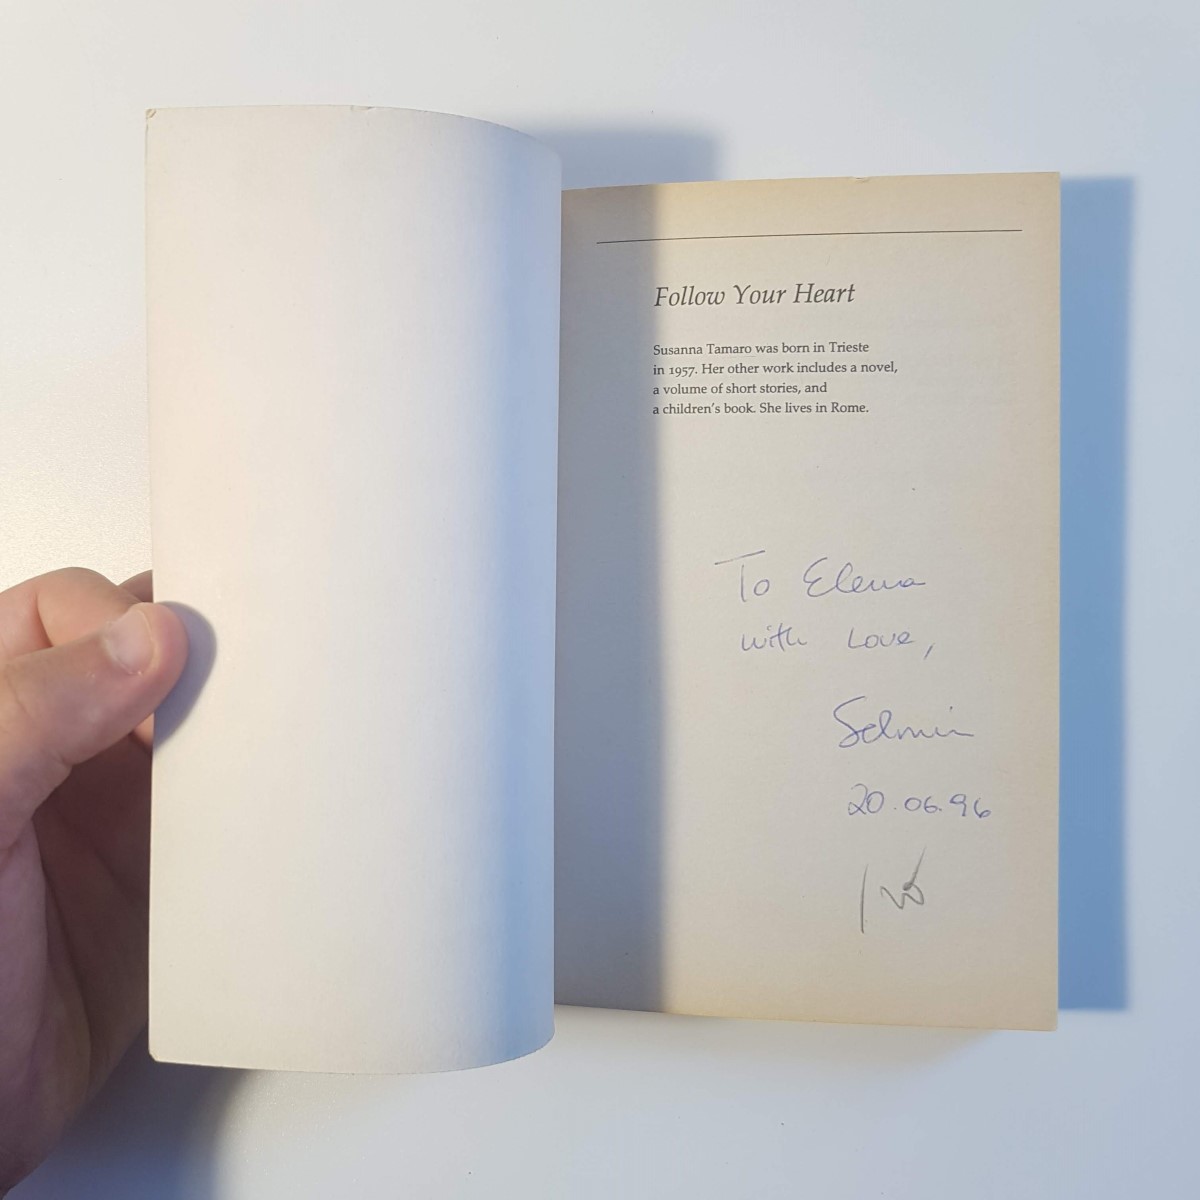 Follow Your Heart
Susanna Tamaro was born in Trieste
in 1957. Her other work includes a novel,
a volume of short stories, and
a children's book. She lives in Rome.
To Elena
with Love,
Selmin
20.06.96